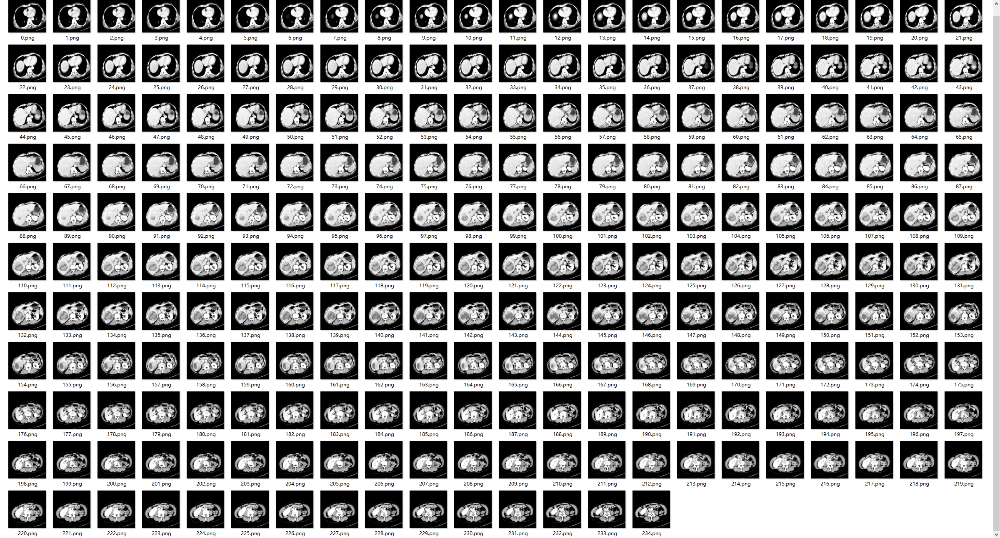 0.png 1.png 2.png 3.png 4.png 5.png 6.png 7.png 8.png 9.png 10.png 11.png 12.png 13.png 14.png 15.png 16.png 17.png 18.png 19.png 20.png 21.png
22.png 23.png 24.png 25.png 26.png 27.png 28.png 29.png 30.png 31.png 32.png 33.png 34.png 35.png 36.png 37.png 38.png 39.png 40.png 41.png 42.png 43.png
44.png 45.png 46.png 47.png 48.png 49.png 50.png 51.png 52.png 53.png 54.png 55.png 56.png 57.png 58.png 59.png 60.png 61.png 62.png 63.png 64.png 65.png
66.png 67.png 68.png 69.png 70.png 71.png 72.png 73.png 74.png 75.png 76.png 77.png 78.png 79.png 80.png 81.png 82.png 83.png 84.png 85.png 86.png 87.png
88.png 89.png 90.png 91.png 92.png 93.png 94.png 95.png 96.png 97.png 98.png 99.png 100.png 101.png 102.png 103.png 104.png 105.png 106.png 107.png 108.png 109.png
110.png 111.png 112.png 113.png 114.png 115.png 116.png 117.png 118.png 119.png 120.png 121.png 122.png 123.png 124.png 125.png 126.png 127.png 128.png 129.png 130.png 131.png
132.png 133.png 134.png 135.png 136.png 137.png 138.png 139.png 140.png 141.png 142.png 143.png 144.png 145.png 146.png 147.png 148.png 149.png 150.png 151.png 152.png 153.png
154.png 155.png 156.png 157.png 158.png 159.png 160.png 161.png 162.png 163.png 164.png 165.png 166.png 167.png 168.png 169.png 170.png 171.png 172.png 173.png 174.png 175.png
176.png 177.png 178.png 179.png 180.png 181.png 182.png 183.png 184.png 185.png 186.png 187.png 188.png 189.png 190.png 191.png 192.png 193.png 194.png 195.png 196.png 197.png
198.png 199.png 200.png 201.png 202.png 203.png 204.png 205.png 206.png 207.png 208.png 209.png 210.png 211.png 212.png 213.png 214.png 215.png 216.png 217.png 218.png 219.png
220.png 221.png 222.png 223.png 224.png 225.png 226.png 227.png 228.png 229.png 230.png 231.png 232.png 233.png 234.png